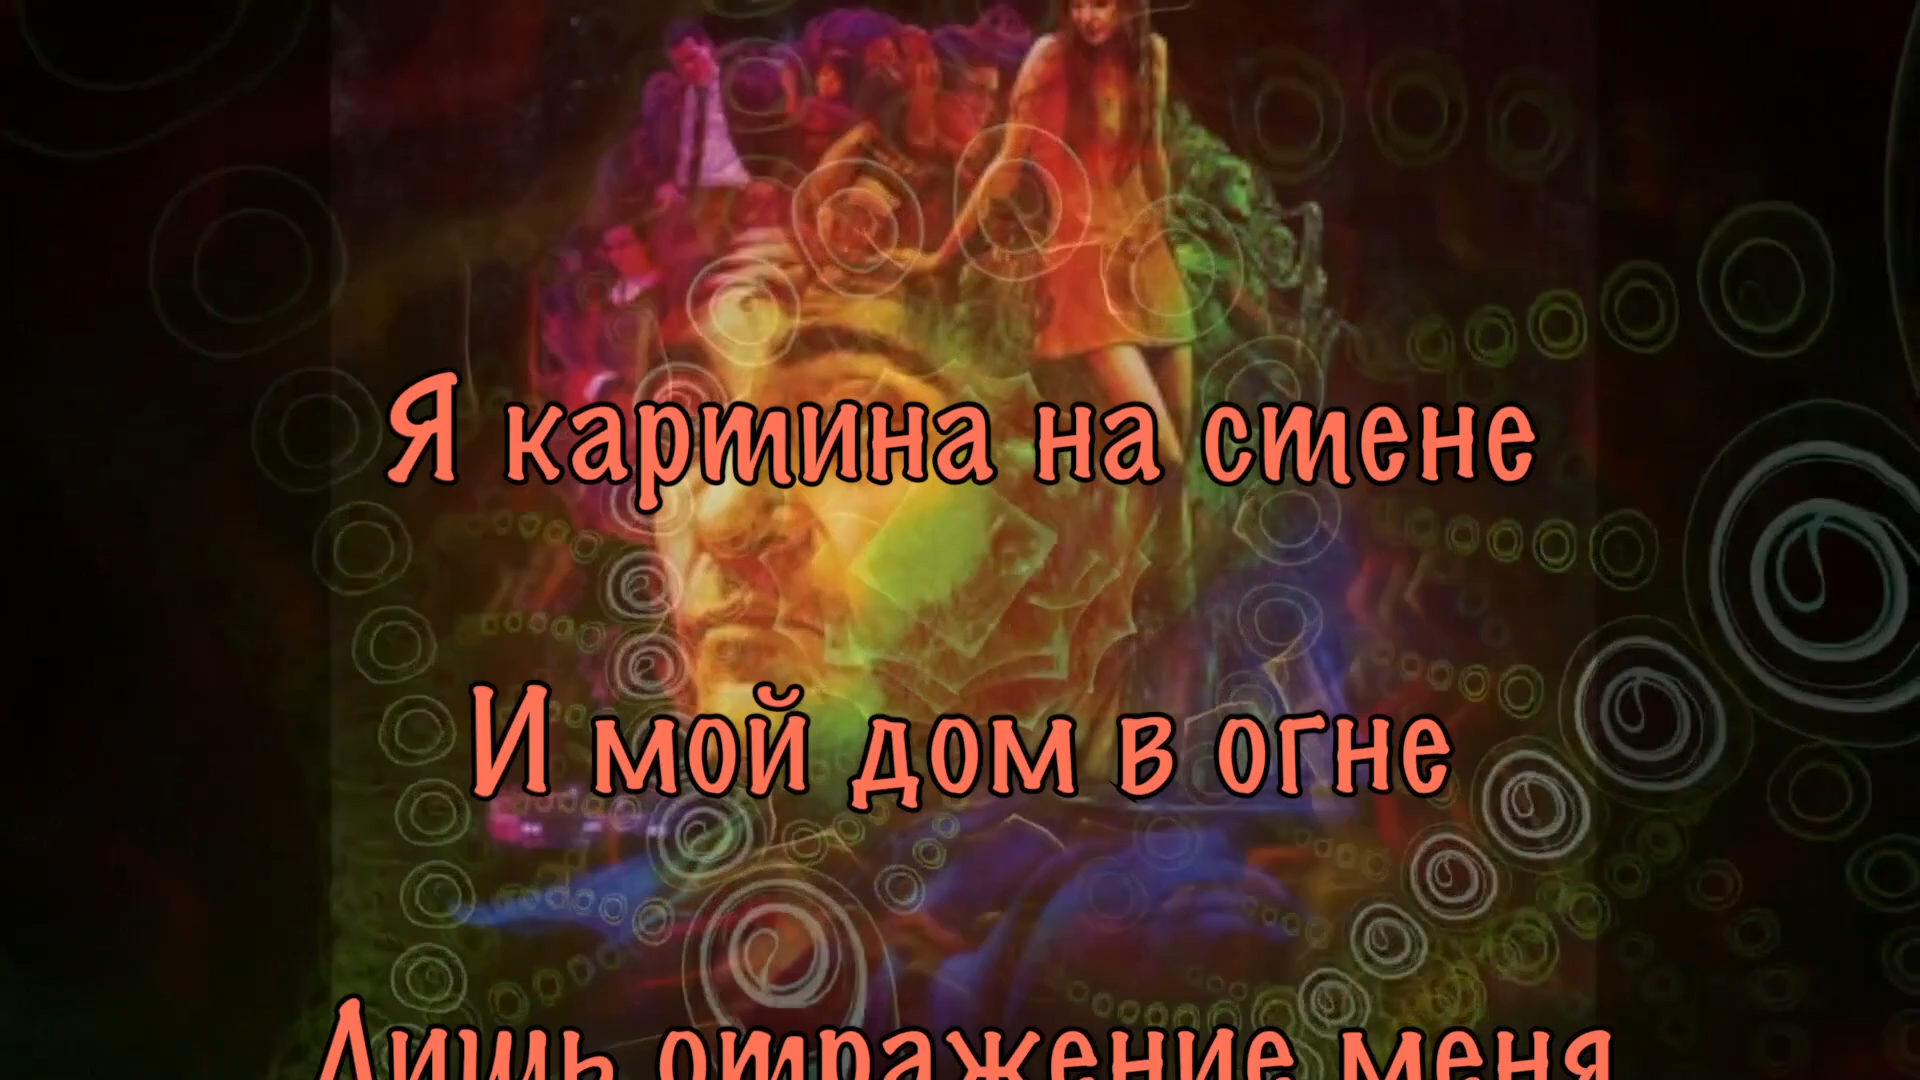 Я картина на стене
И мой дом в огне
Лишь отражение меня